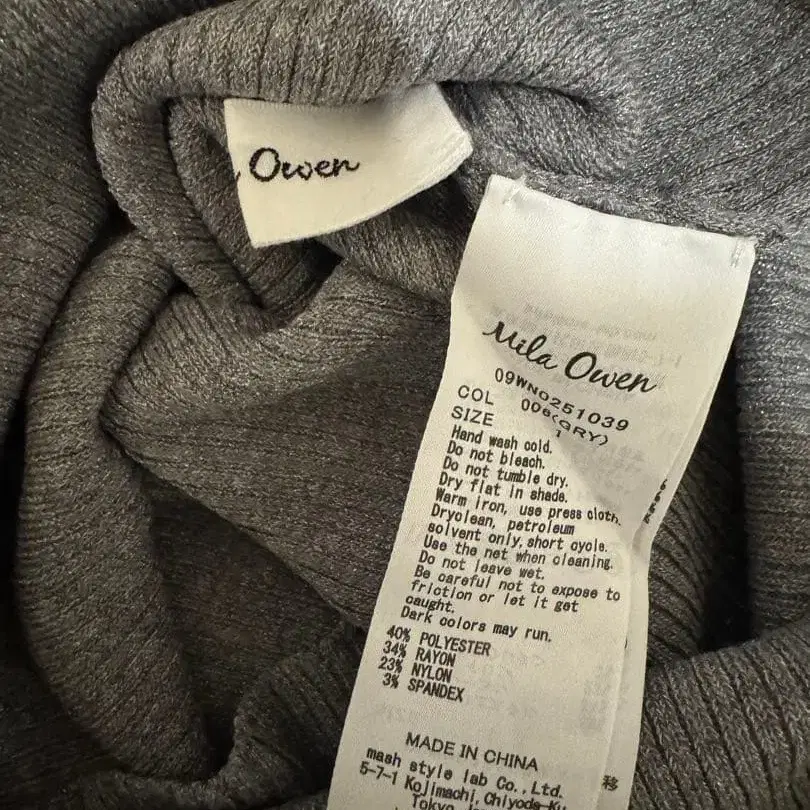 Owen
Mila Owen
09WNO251039
COL 006(GRY)
SIZE 1
Hand wash cold.
Do not bleach.
Do not tumble dry.
Dry flat in shade.
Warm iron, use press cloth.
Dryclean, petroleum
solvent only, short cycle.
Use the net when cleaning.
Do not leave wet.
Be careful not to expose to
friction or let it get
caught.
Dark colors may run.
40% POLYESTER
34% RAYON
23% NYLON
3% SPANDEX
MADE IN CHINA
mash style lab Co., Ltd.
5-7-1 Kojimachi, Chiyoda-Ku
Tokyo
移